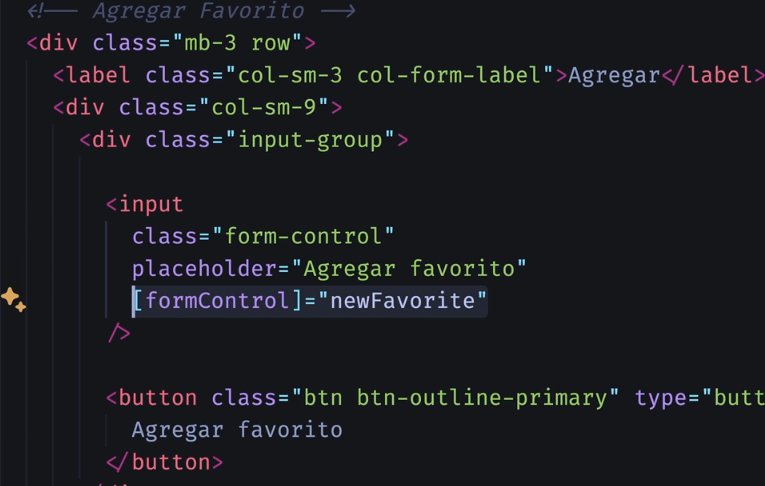 <!-- Agregar Favorito -->
<div class="mb-3 row">
<label class="col-sm-3 col-form-label">Agregar</label>
<div class="col-sm-9">
<div class="input-group">
<input
class="form-control"
placeholder="Agregar favorito"
[formControl]="newFavorite"
/>
<button class="btn btn-outline-primary" type="butt
Agregar favorito
</button>